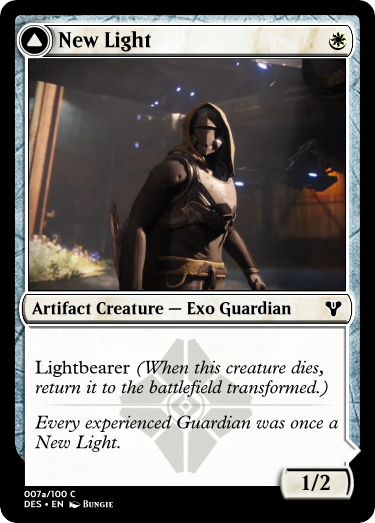 New Light
Artifact Creature — Exo Guardian
Lightbearer (When this creature dies,
return it to the battlefield transformed.)
Every experienced Guardian was once a
New Light.
1/2
007a/100 C
DES • EN Bungie